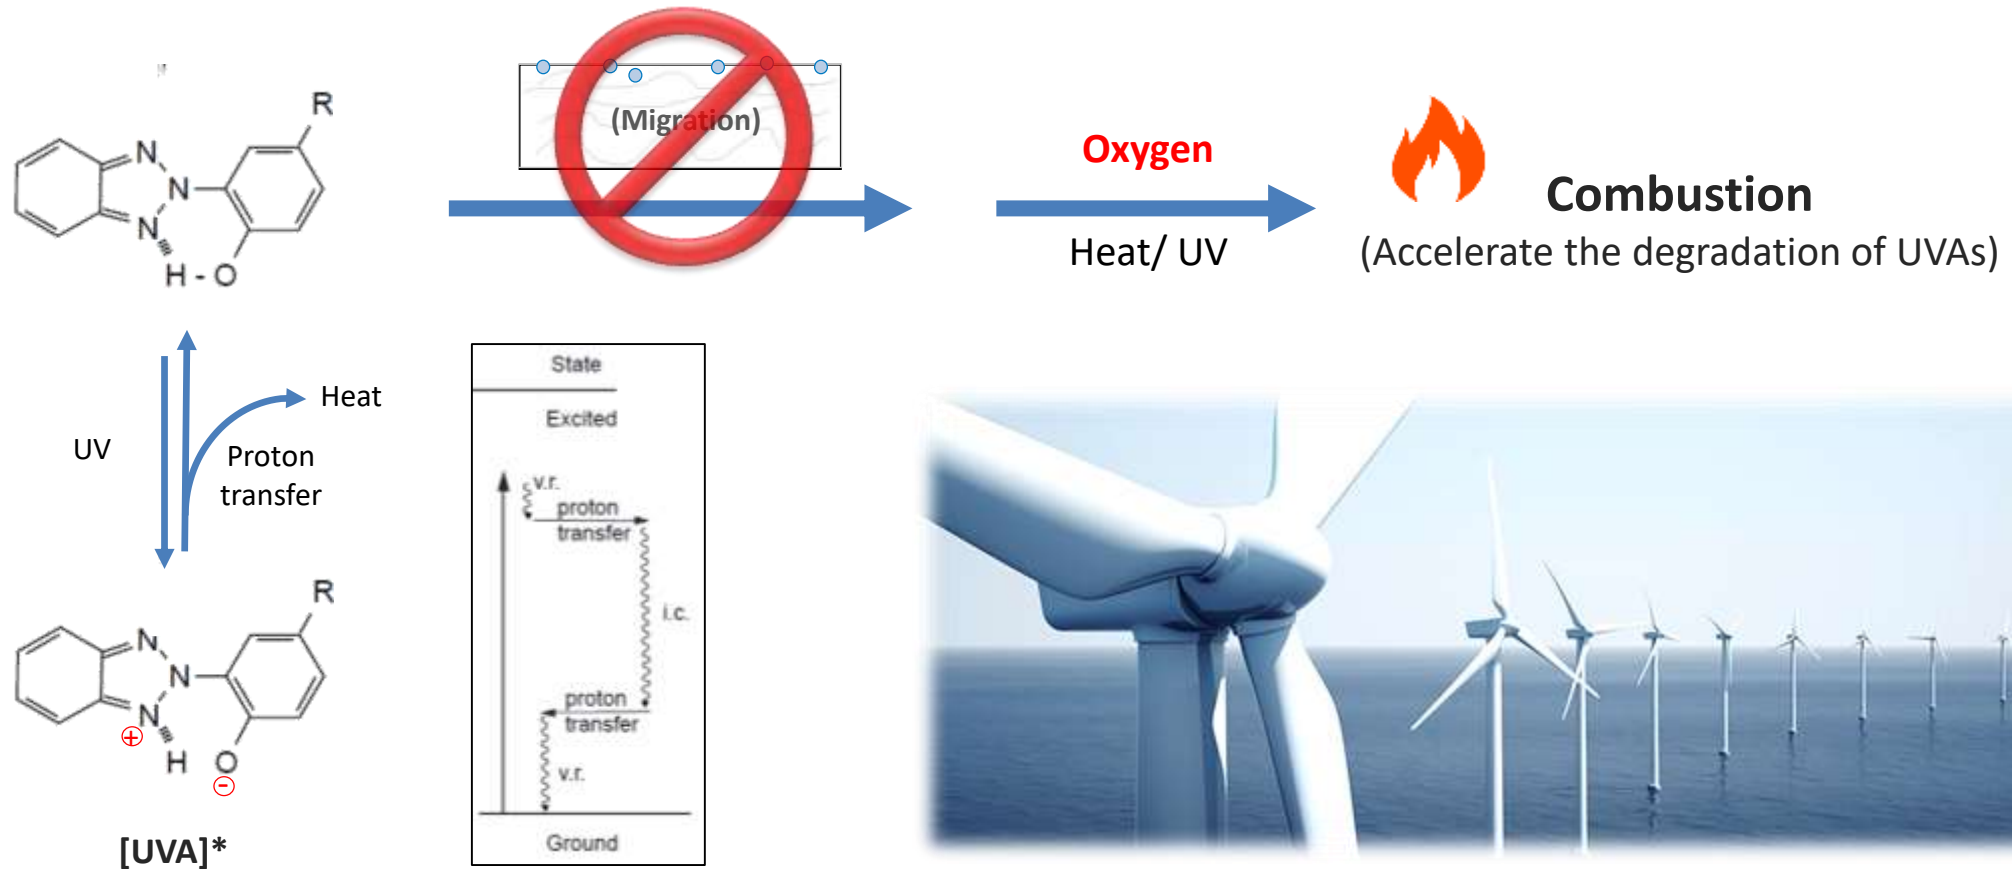 R
N
N
N
H - O
(Migration)
Oxygen
Heat/ UV
Combustion
(Accelerate the degradation of UVAs)
UV
Heat
Proton
transfer
R
N
N
N
+
H
O
-
[UVA]*
State
Excited
v.r.
proton
transfer
i.c.
proton
transfer
v.r.
Ground